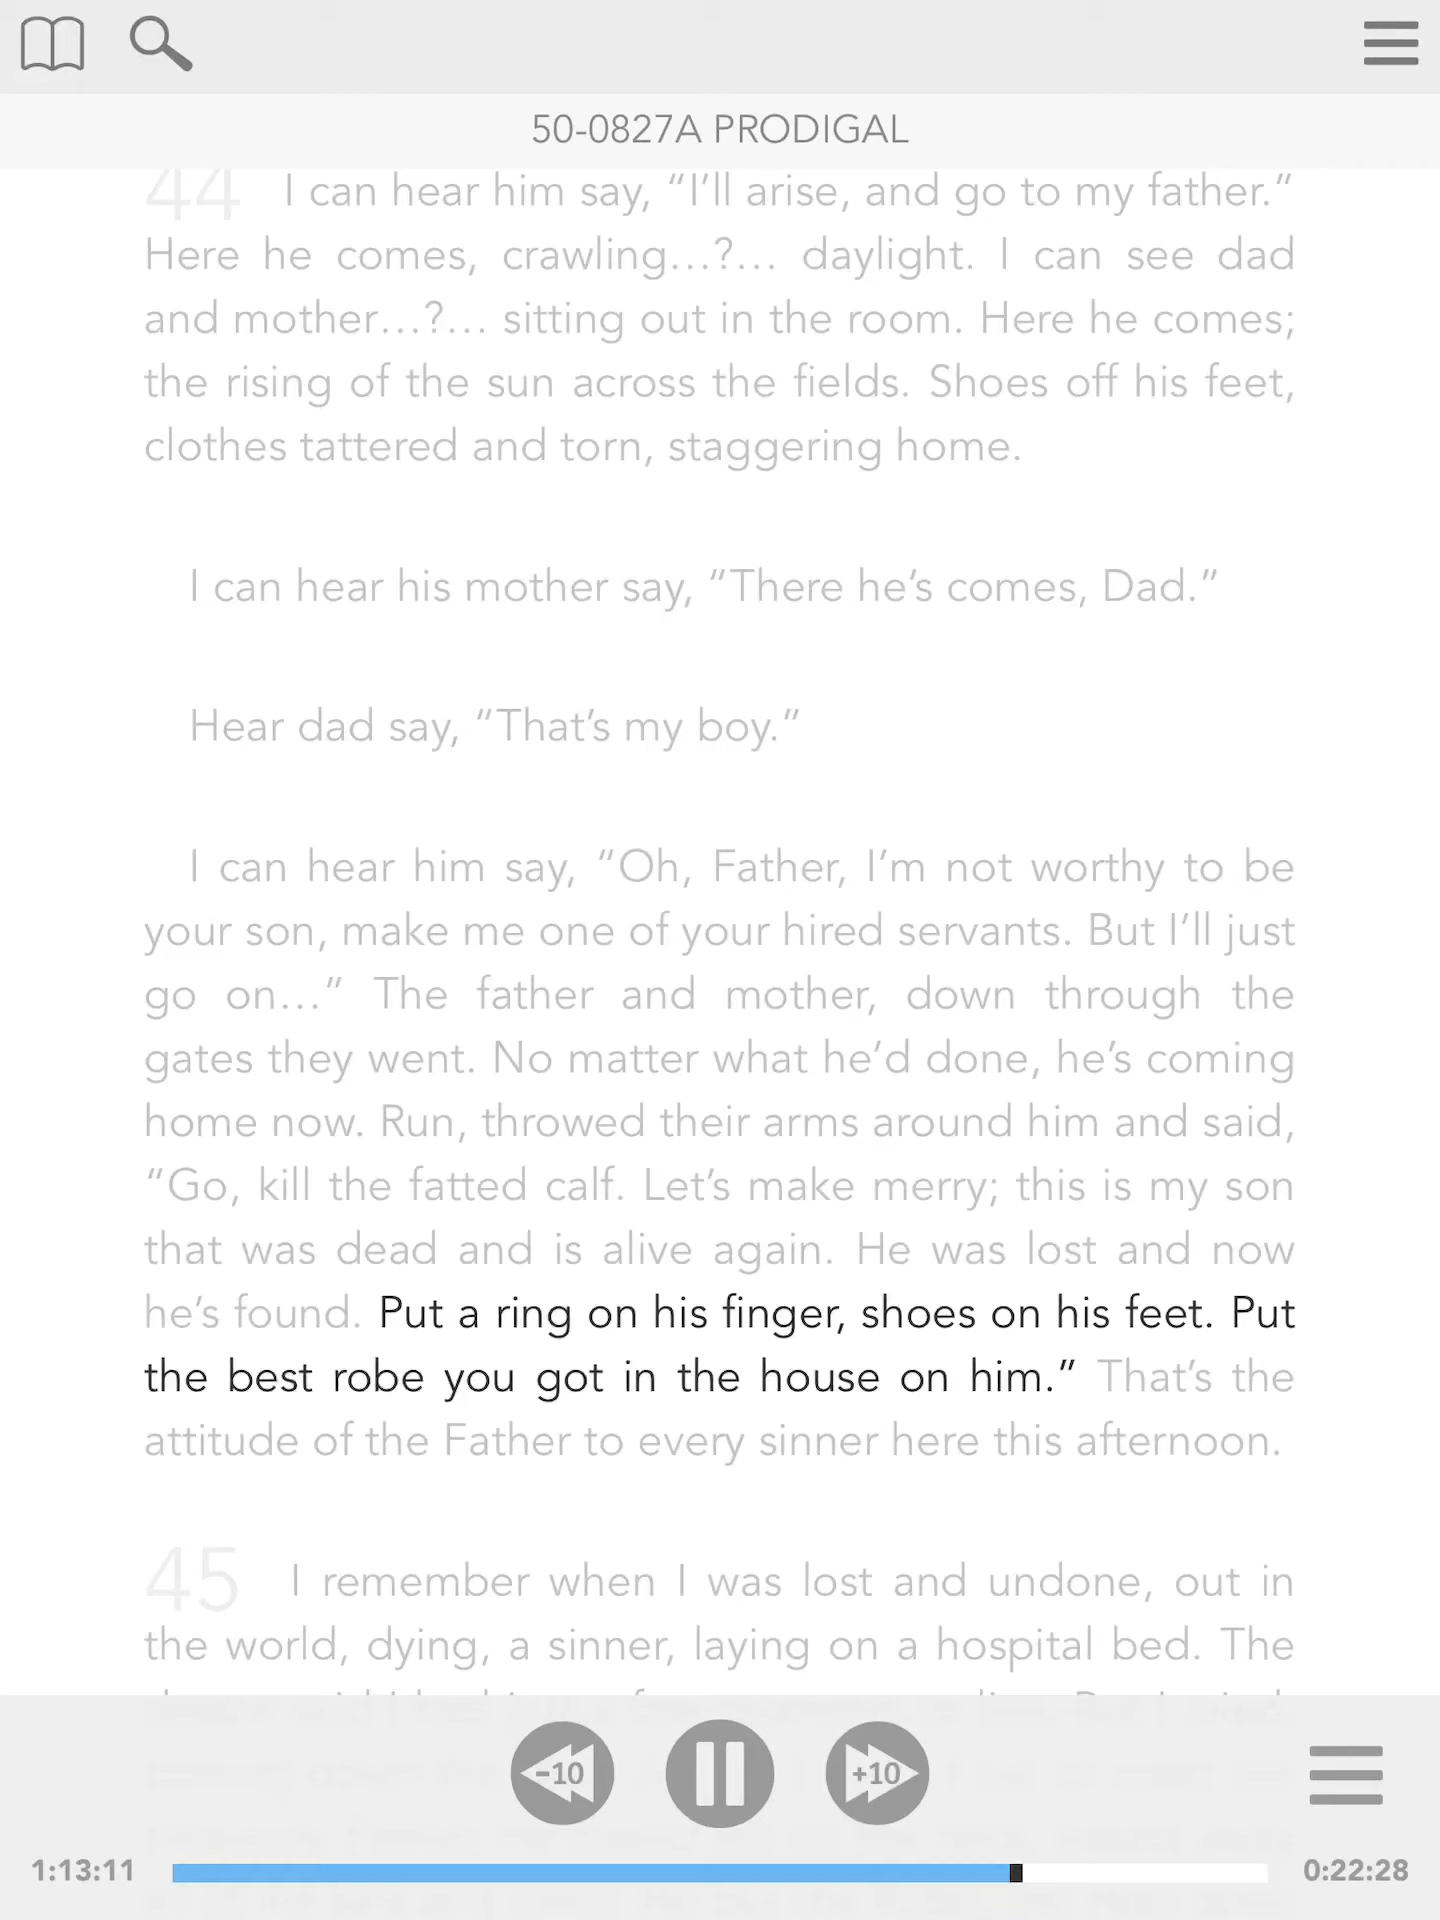 50-0827A PRODIGAL
44 I can hear him say, “I’ll arise, and go to my father.”
Here he comes, crawling…?… daylight. I can see dad
and mother…?… sitting out in the room. Here he comes;
the rising of the sun across the fields. Shoes off his feet,
clothes tattered and torn, staggering home.
I can hear his mother say, “There he’s comes, Dad.”
Hear dad say, “That’s my boy.”
I can hear him say, “Oh, Father, I’m not worthy to be
your son, make me one of your hired servants. But I’ll just
go on…” The father and mother, down through the
gates they went. No matter what he’d done, he’s coming
home now. Run, throwed their arms around him and said,
“Go, kill the fatted calf. Let’s make merry; this is my son
that was dead and is alive again. He was lost and now
he’s found. Put a ring on his finger, shoes on his feet. Put
the best robe you got in the house on him.” That’s the
attitude of the Father to every sinner here this afternoon.
45 I remember when I was lost and undone, out in
the world, dying, a sinner, laying on a hospital bed. The
-10
+10
1:13:11
0:22:28